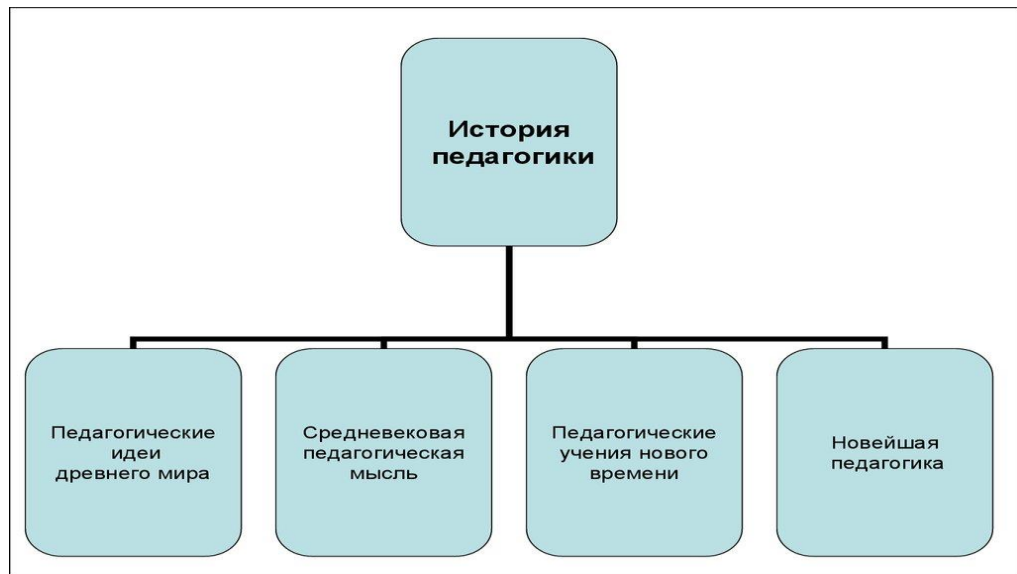 История
педагогики
Педагогические
идеи
древнего мира
Средневековая
педагогическая
мысль
Педагогические
учения нового
времени
Новейшая
педагогика